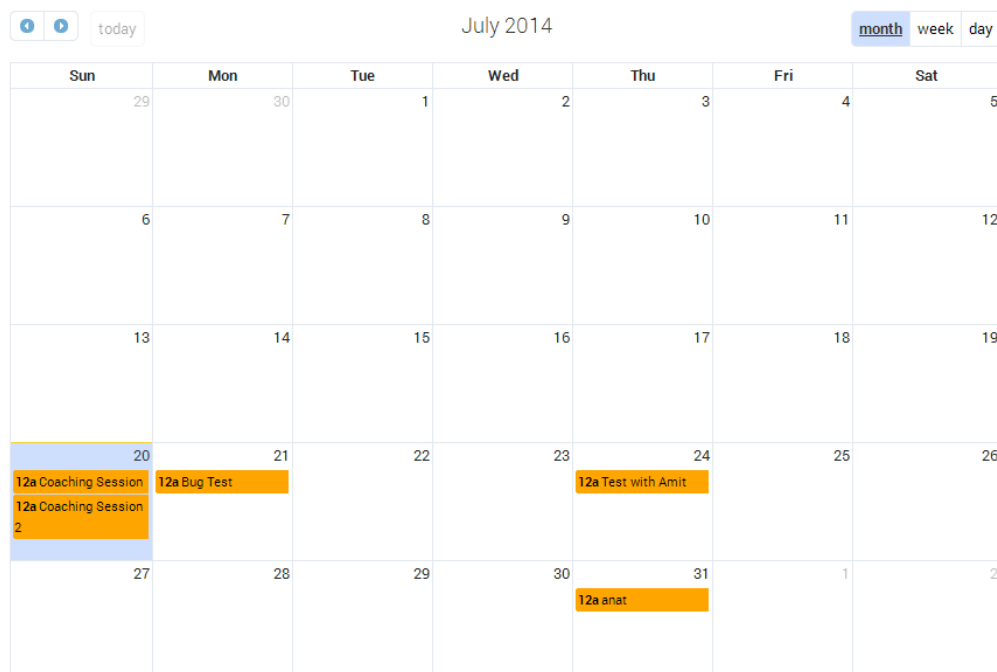 today
July 2014
month week day
Sun Mon Tue Wed Thu Fri Sat
29 30 1 2 3 4 5
6 7 8 9 10 11 12
13 14 15 16 17 18 19
20 21 22 23 24 25 26
12a Coaching Session
12a Coaching Session
2
12a Bug Test
12a Test with Amit
27 28 29 30 31 1 2
12a anat